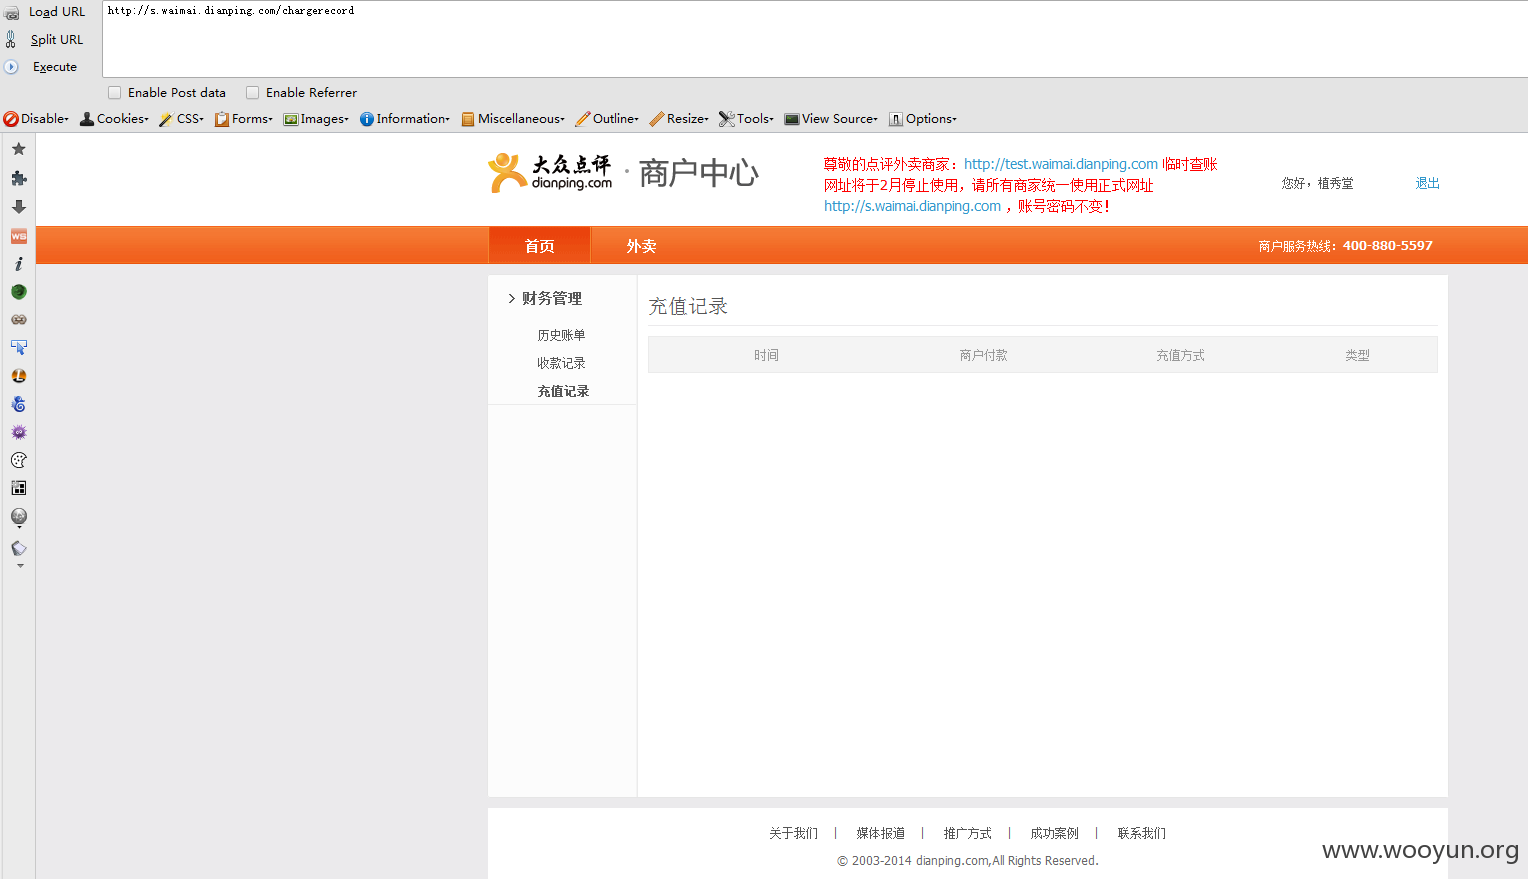 Load URL
http://s.waimai.dianping.com/chargerecord
Split URL
Execute
Enable Post data Enable Referrer
Disable Cookies CSS Forms Images Information Miscellaneous Outline Resize Tools View Source Options
大众点评
dianping.com
·商户中心
尊敬的点评外卖商家：http://test.waimai.dianping.com 临时查账
网址将于2月停止使用，请所有商家统一使用正式网址
http://s.waimai.dianping.com ，账号密码不变！
您好，植秀堂 退出
首页 外卖 商户服务热线：400-880-5597
财务管理
历史账单
收款记录
充值记录
充值记录
时间 商户付款 充值方式 类型
关于我们 | 媒体报道 | 推广方式 | 成功案例 | 联系我们
© 2003-2014 dianping.com,All Rights Reserved.
www.wooyun.org
WS